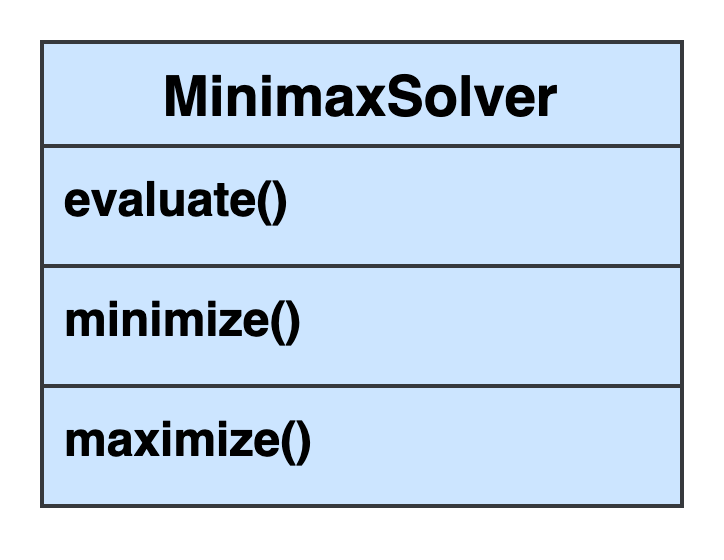 MinimaxSolver
evaluate()
minimize()
maximize()